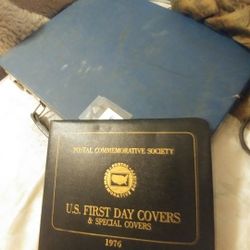 POSTAL COMMEMORATIVE SOCIETY
U.S. FIRST DAY COVERS
& SPECIAL COVERS
1976